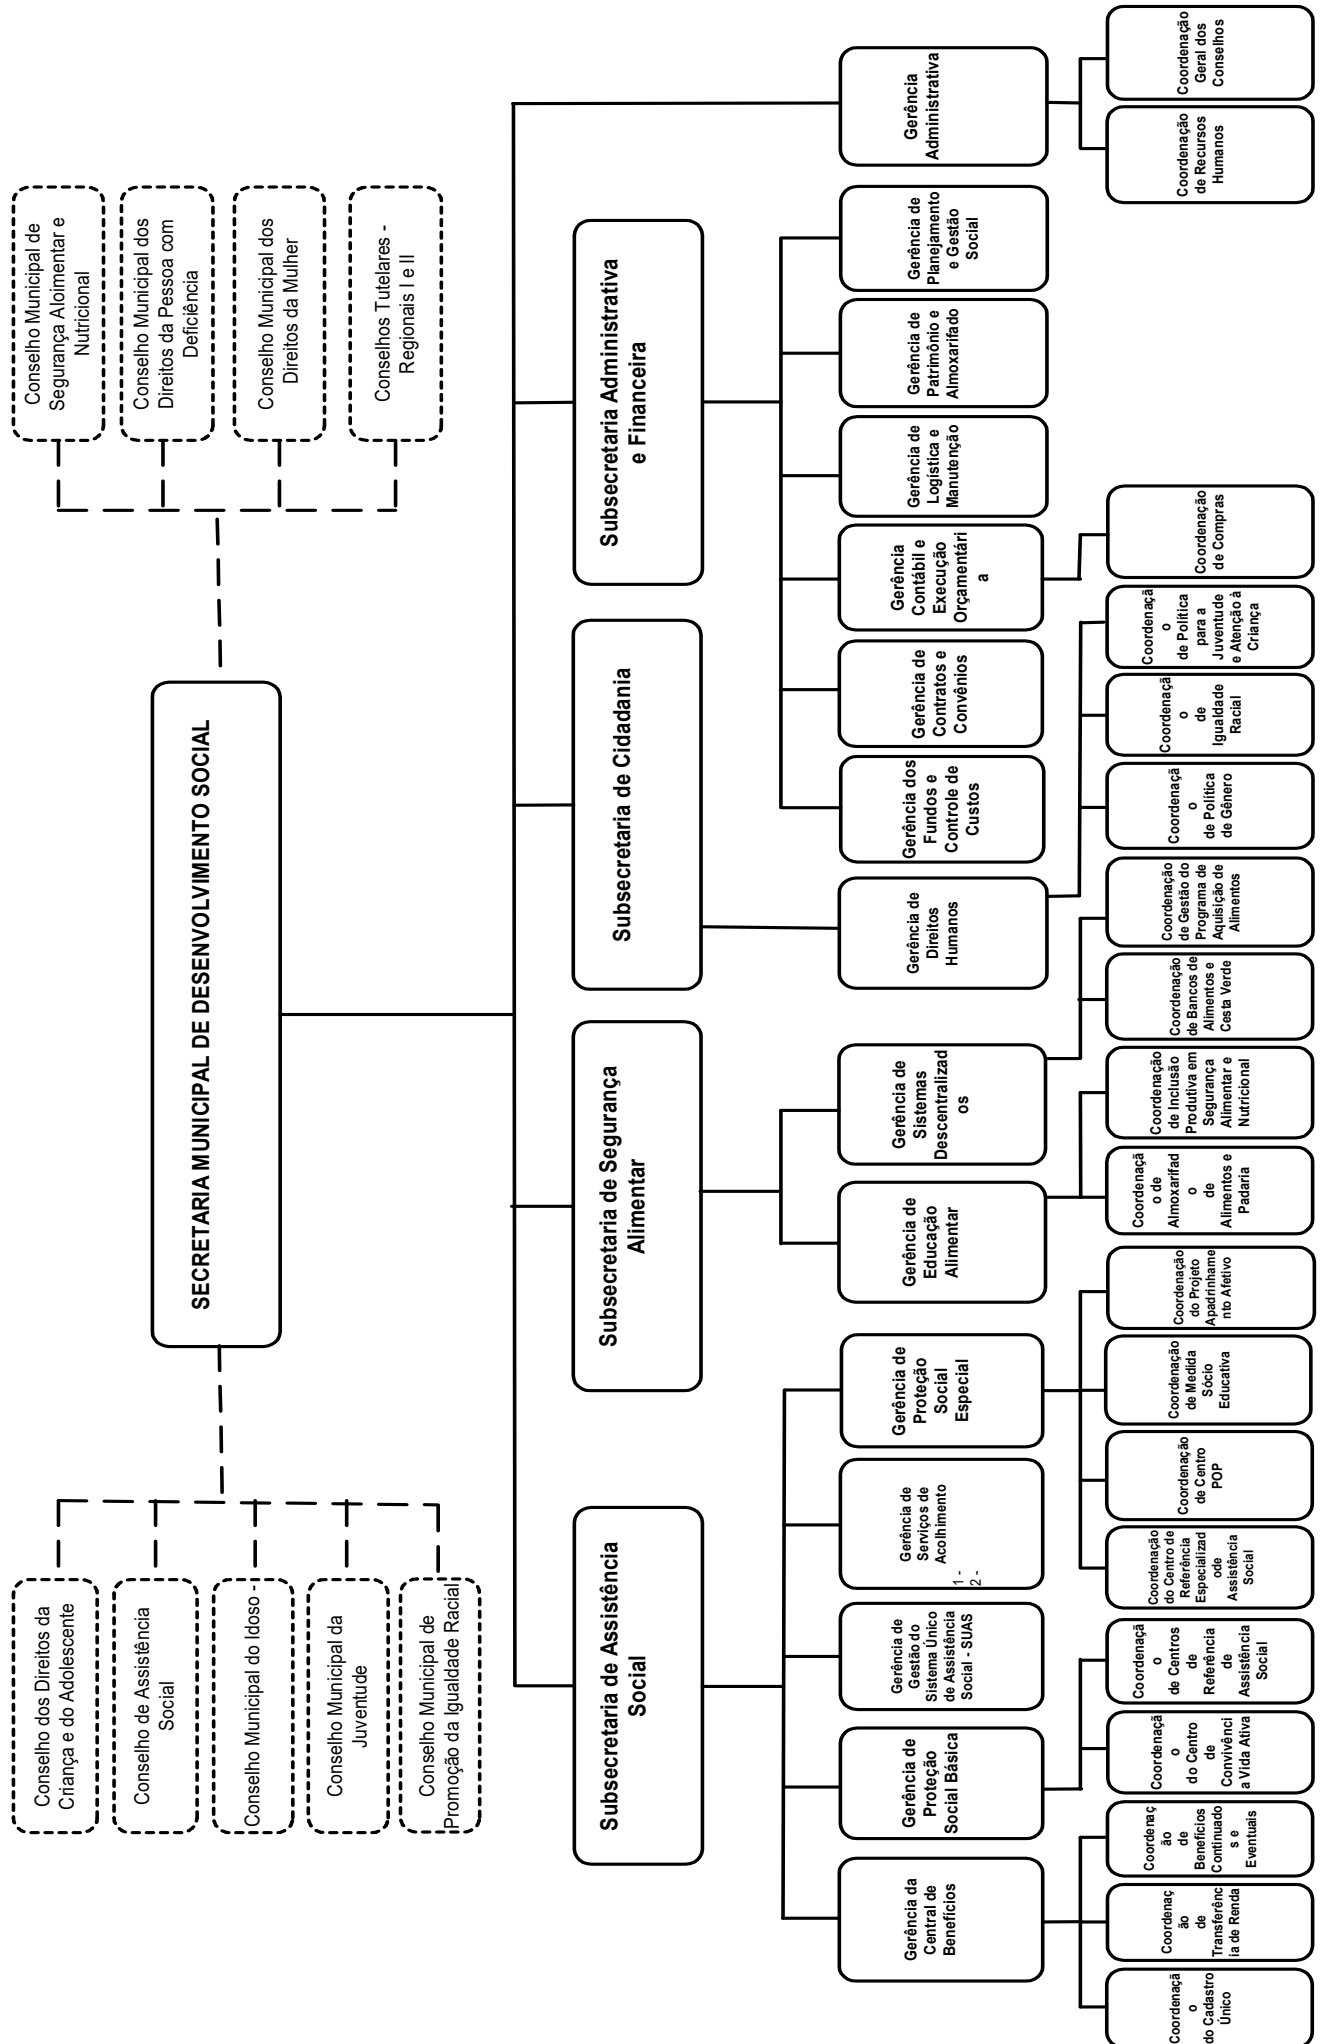 Conselho dos Direitos da
Criança e do Adolescente
Conselho de Assistência
Social
Conselho Municipal do Idoso -
Conselho Municipal da
Juventude
Conselho Municipal de
Promoção da Igualdade Racial
SECRETARIA MUNICIPAL DE DESENVOLVIMENTO SOCIAL
Conselho Municipal de
Segurança Aloimentar e
Nutricional
Conselho Municipal dos
Direitos da Pessoa com
Deficiência
Conselho Municipal dos
Direitos da Mulher
Conselhos Tutelares -
Regionais I e II
Subsecretaria de Assistência
Social
Subsecretaria de Segurança
Alimentar
Subsecretaria de Cidadania
Subsecretaria Administrativa
e Financeira
Gerência da
Central de
Benefícios
Gerência de
Proteção
Social Básica
Gerência de
Gestão do
Sistema Único
de Assistência
Social - SUAS
Gerência de
Serviços de
Acolhimento
1 -
2 -
Gerência de
Proteção
Social
Especial
Gerência de
Educação
Alimentar
Gerência de
Sistemas
Descentralizad
os
Gerência de
Direitos
Humanos
Gerência dos
Fundos e
Controle de
Custos
Gerência de
Contratos e
Convênios
Gerência
Contábil e
Execução
Orçamentári
a
Gerência de
Logística e
Manutenção
Gerência de
Patrimônio e
Almoxarifado
Gerência de
Planejamento
e Gestão
Social
Gerência
Administrativa
Coordenaçã
o
do Cadastro
Único
Coordenaç
ão
de
Transferênc
ia de Renda
Coordenaç
ão
de
Benefícios
Continuado
s e
Eventuais
Coordenaçã
o
do Centro
de
Convivênci
a Vida Ativa
Coordenaçã
o
de Centros
de
Referência
de
Assistência
Social
Coordenação
do Centro de
Referência
Especializad
ode
Assistência
Social
Coordenação
de Centro
POP
Coordenação
de Medida
Sócio
Educativa
Coordenação
do Projeto
Apadrinhame
nto Afetivo
Coordenaçã
o de
Almoxarifad
o
de
Alimentos e
Padaria
Coordenação
de Inclusão
Produtiva em
Segurança
Alimentar e
Nutricional
Coordenação
de Bancos de
Alimentos e
Cesta Verde
Coordenação
de Gestão do
Programa de
Aquisição de
Alimentos
Coordenaçã
o
de Política
de Gênero
Coordenaçã
o
de
Igualdade
Racial
Coordenaçã
o
de Política
para a
Juventude
e Atenção à
Criança
Coordenação
de Compras
Coordenação
de Recursos
Humanos
Coordenação
Geral dos
Conselhos